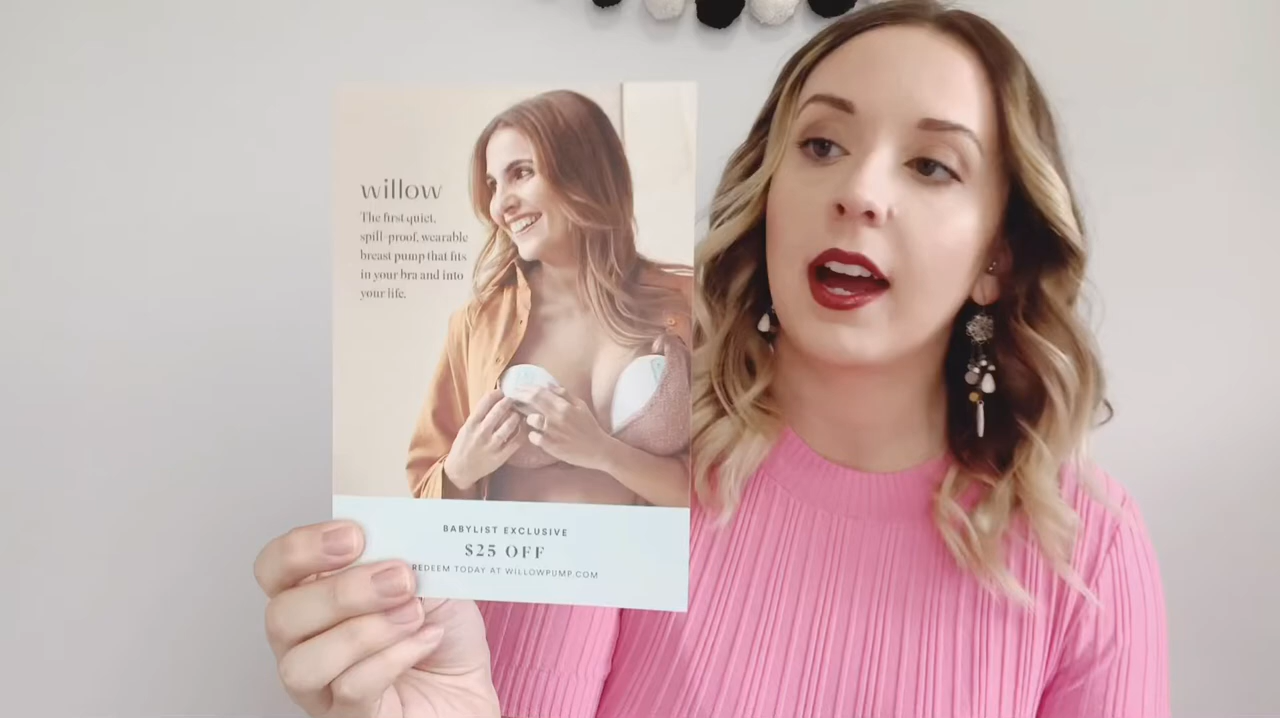 willow
The first quiet,
spill-proof, wearable
breast pump that fits
in your bra and into
your life.
BABYLIST EXCLUSIVE
$25 OFF
REDEEM TODAY AT WILLOWPUMP.COM